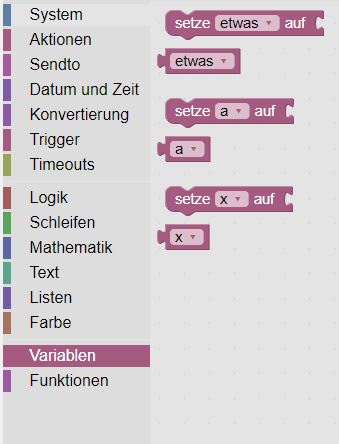 System
Aktionen
Sendto
Datum und Zeit
Konvertierung
Trigger
Timeouts
Logik
Schleifen
Mathematik
Text
Listen
Farbe
Variablen
Funktionen
setze etwas auf
etwas
setze a auf
a
setze x auf
x